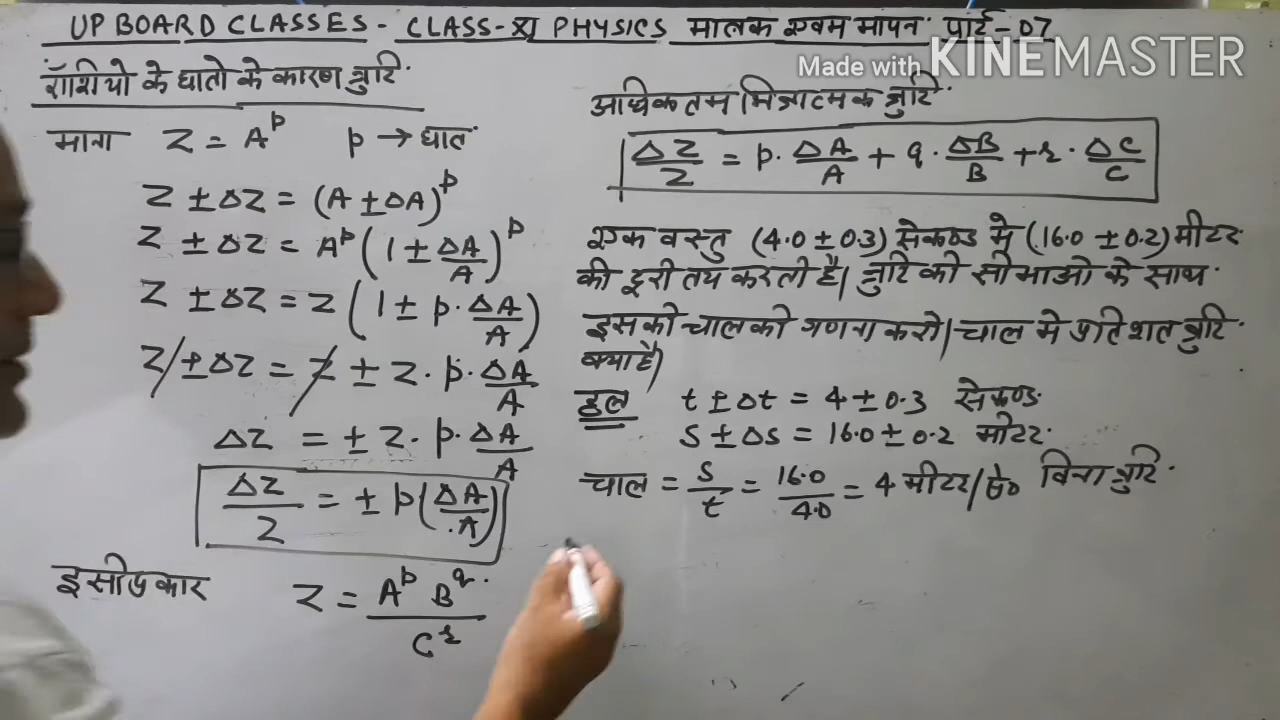 UP BOARD CLASSES - CLASS-XI PHYSICS मात्रक एवम मापन पार्ट-07
Made with KINEMASTER
राॅशियो के घातो के कारण त्रुटि.
माना Z = A^p p → घात
Z ± ΔZ = (A ± ΔA)^p
Z ± ΔZ = A^p (1 ± ΔA/A)^p
Z ± ΔZ = Z (1 ± p. ΔA/A)
Z ± ΔZ = Z ± Z. p. ΔA/A
ΔZ = ± Z. p. ΔA/A
ΔZ/Z = ± p (ΔA/A)
इसीप्रकार Z = A^p B^q / C^r
अधिकतम भिन्नात्मक त्रुटि.
ΔZ/Z = p. ΔA/A + q. ΔB/B + r. ΔC/C
एक वस्तु (4.0 ± 0.3) सेकण्ड मे (16.0 ± 0.2) मीटर
की दूरी तय करती है। त्रुटि की सीमाओ के साथ
इसकी चाल की गणना करो। चाल मे प्रतिशत त्रुटि
क्या है।
हल t ± Δt = 4 ± 0.3 सेकण्ड
S ± ΔS = 16.0 ± 0.2 मीटर.
चाल = S/t = 16.0/4.0 = 4 मीटर/से० बिना त्रुटि.